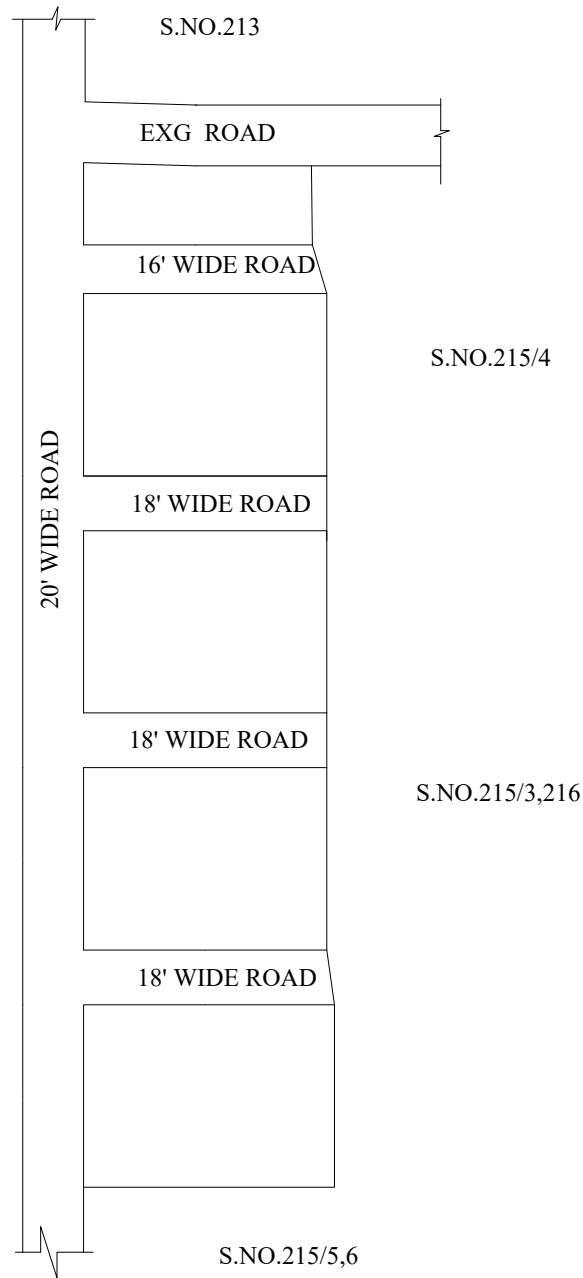 S.NO.213
EXG ROAD
16' WIDE ROAD
S.NO.215/4
20' WIDE ROAD
18' WIDE ROAD
18' WIDE ROAD
S.NO.215/3,216
18' WIDE ROAD
S.NO.215/5,6